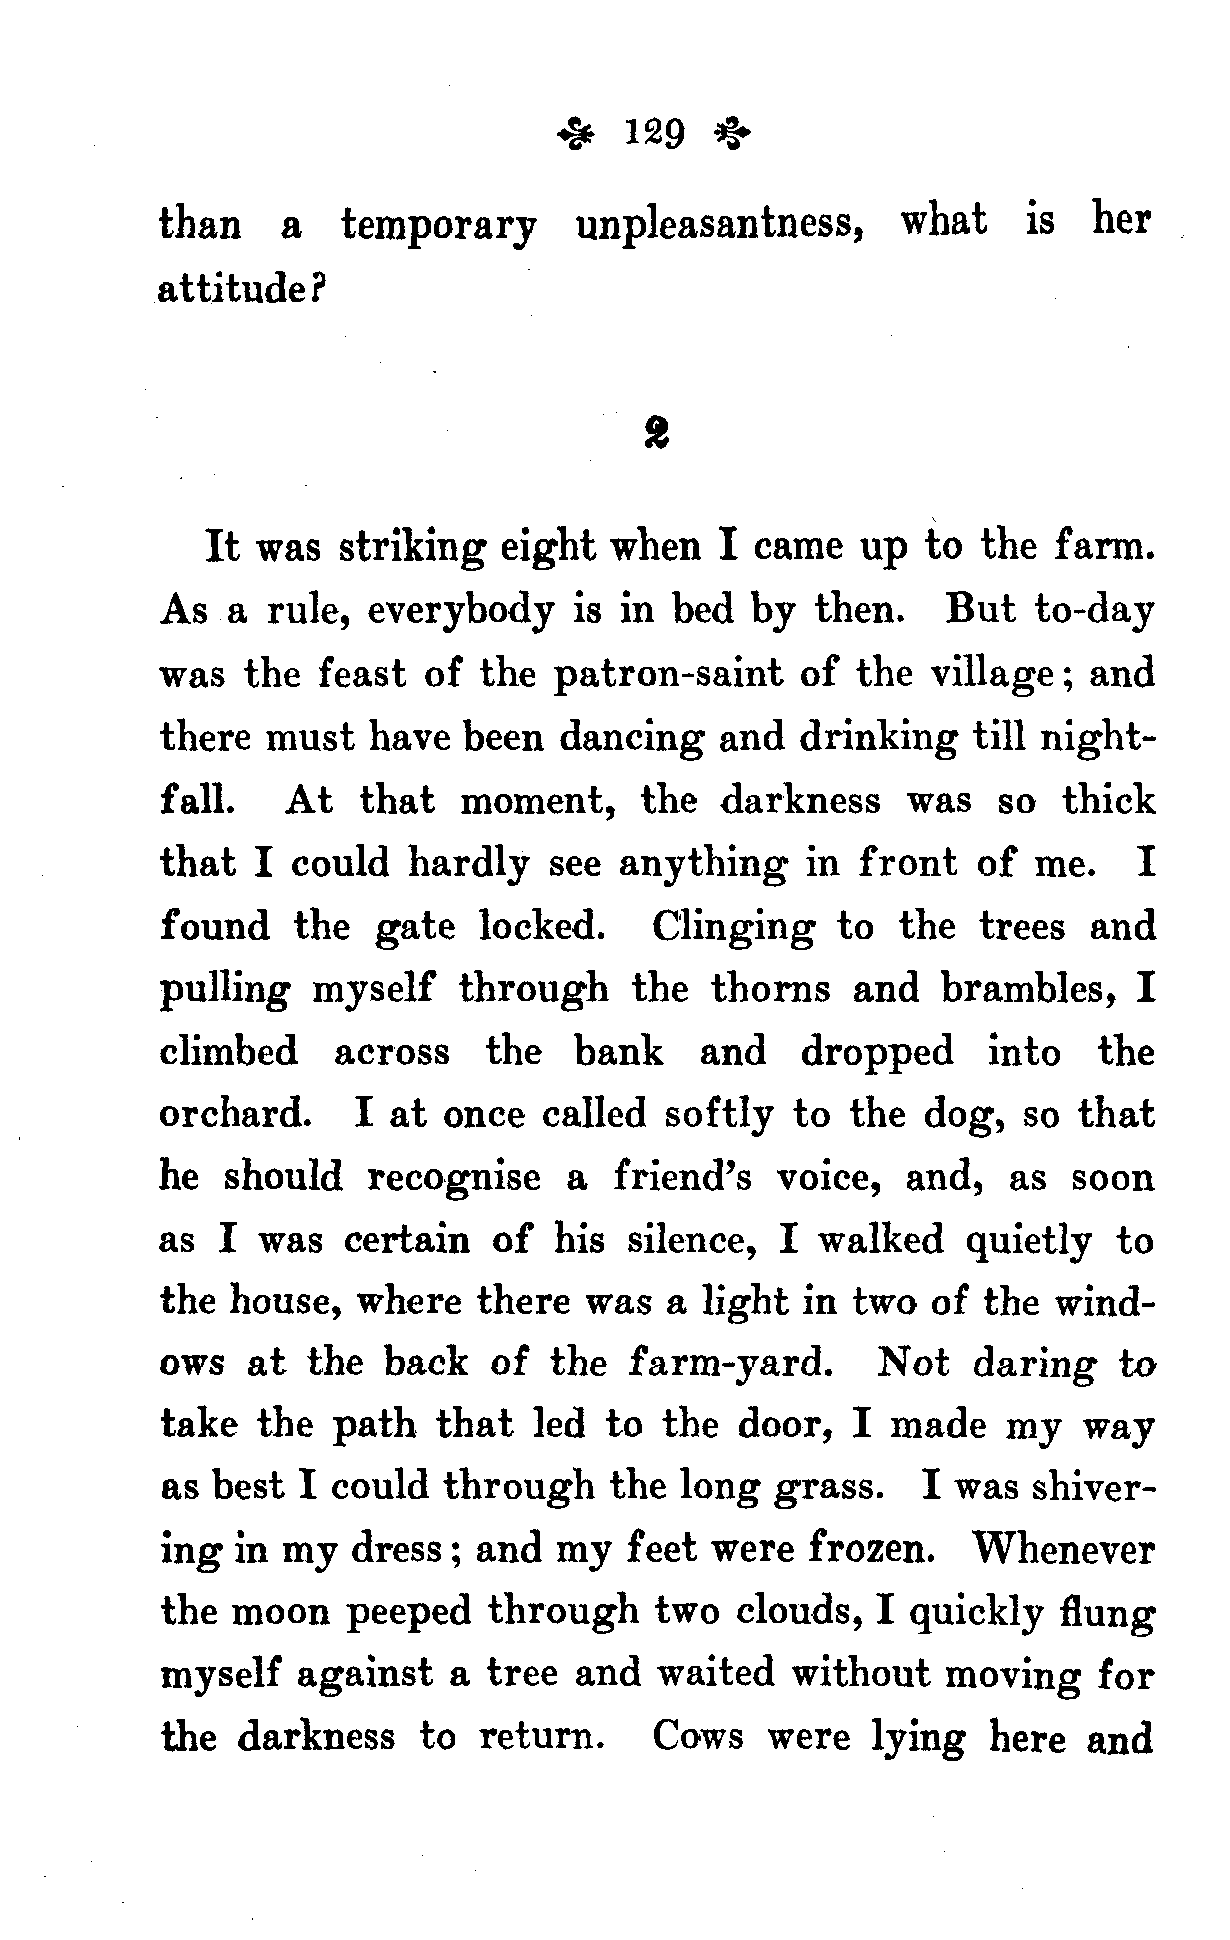 129
than a temporary unpleasantness, what is her
attitude?
2
It was striking eight when I came up to the farm.
As a rule, everybody is in bed by then. But to-day
was the feast of the patron-saint of the village; and
there must have been dancing and drinking till night-
fall. At that moment, the darkness was so thick
that I could hardly see anything in front of me. I
found the gate locked. Clinging to the trees and
pulling myself through the thorns and brambles, I
climbed across the bank and dropped into the
orchard. I at once called softly to the dog, so that
he should recognise a friend's voice, and, as soon
as I was certain of his silence, I walked quietly to
the house, where there was a light in two of the wind-
ows at the back of the farm-yard. Not daring to
take the path that led to the door, I made my way
as best I could through the long grass. I was shiver-
ing in my dress; and my feet were frozen. Whenever
the moon peeped through two clouds, I quickly flung
myself against a tree and waited without moving for
the darkness to return. Cows were lying here and